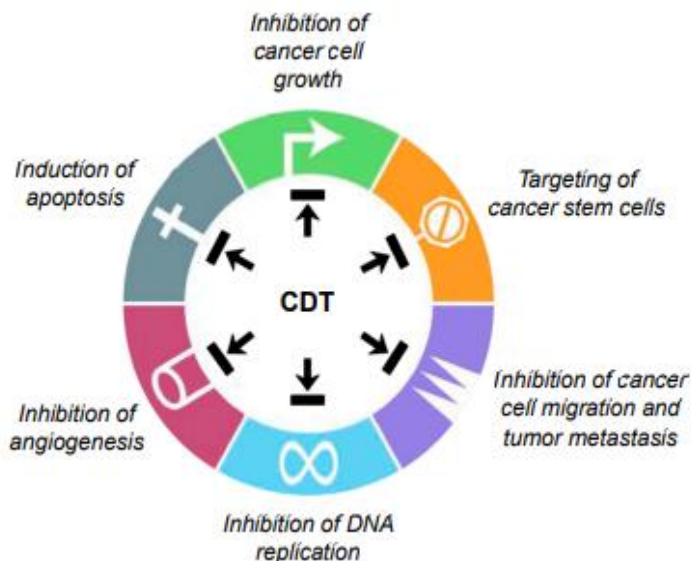 Inhibition of
cancer cell
growth
Induction of
apoptosis
Targeting of
cancer stem cells
CDT
Inhibition of
angiogenesis
Inhibition of cancer
cell migration and
tumor metastasis
Inhibition of DNA
replication